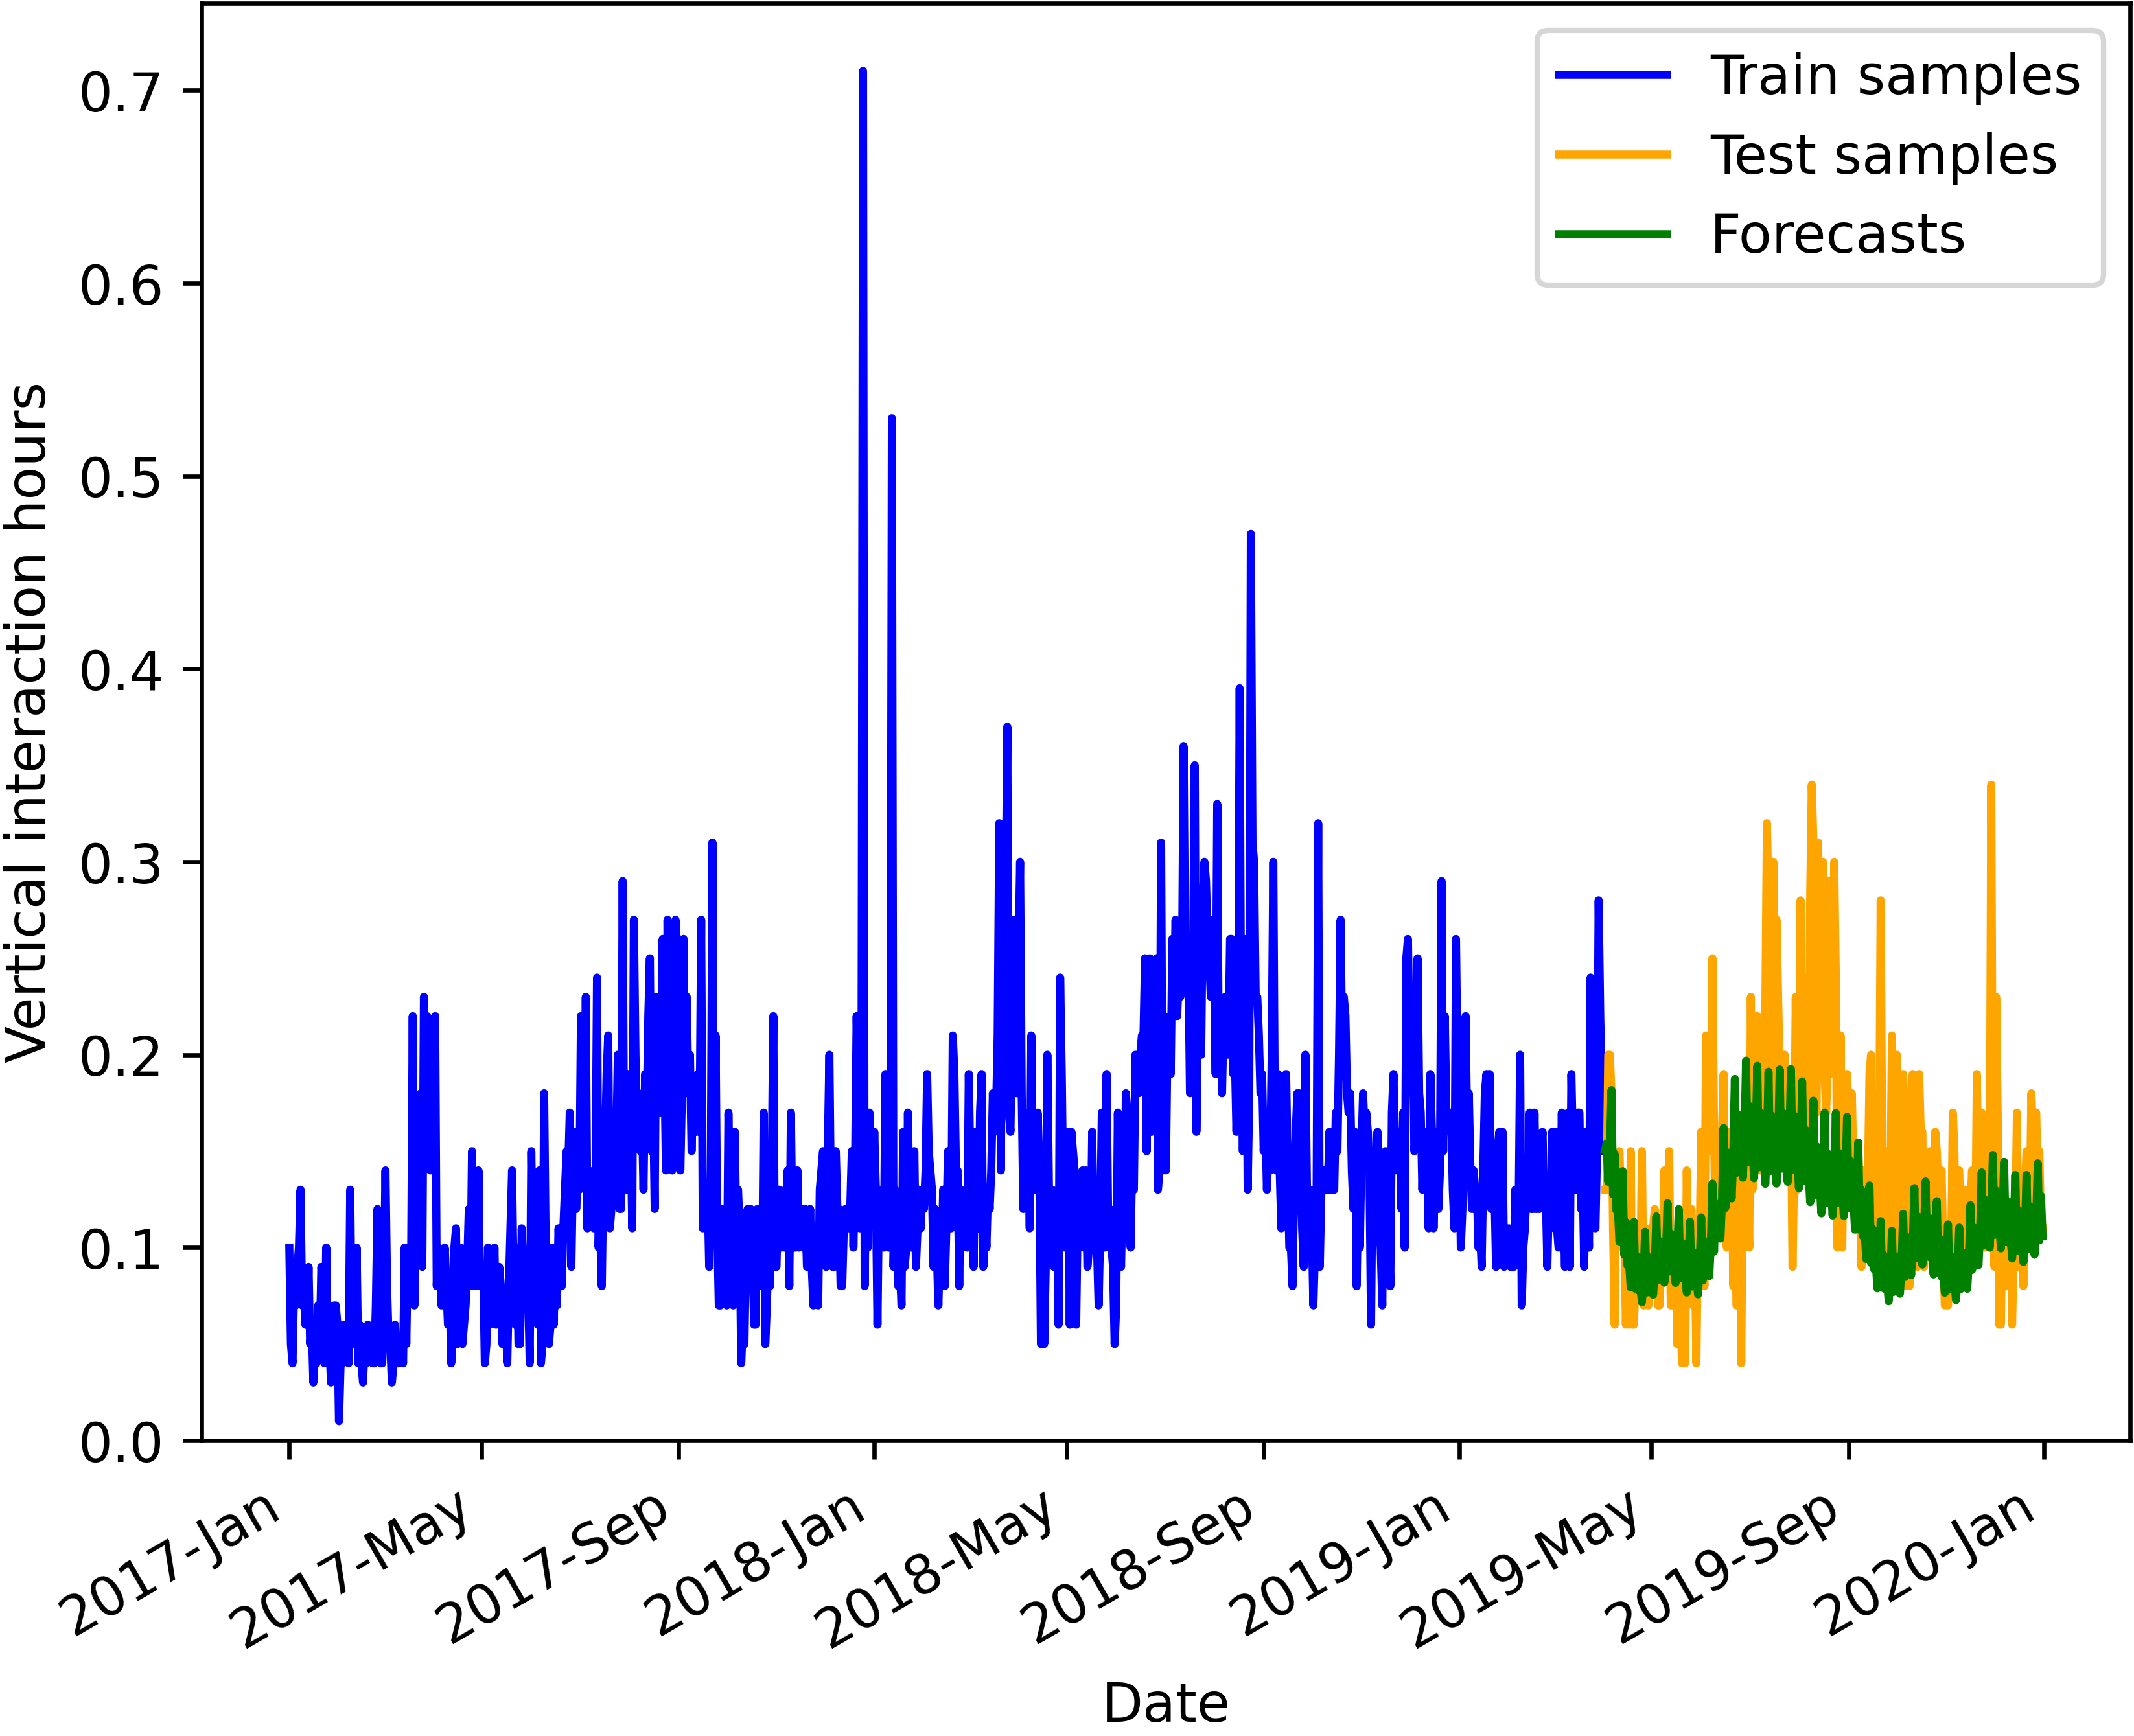 Train samples
Test samples
Forecasts
Vertical interaction hours
0.7
0.6
0.5
0.4
0.3
0.2
0.1
0.0
2017-Jan
2017-May
2017-Sep
2018-Jan
2018-May
2018-Sep
2019-Jan
2019-May
2019-Sep
2020-Jan
Date